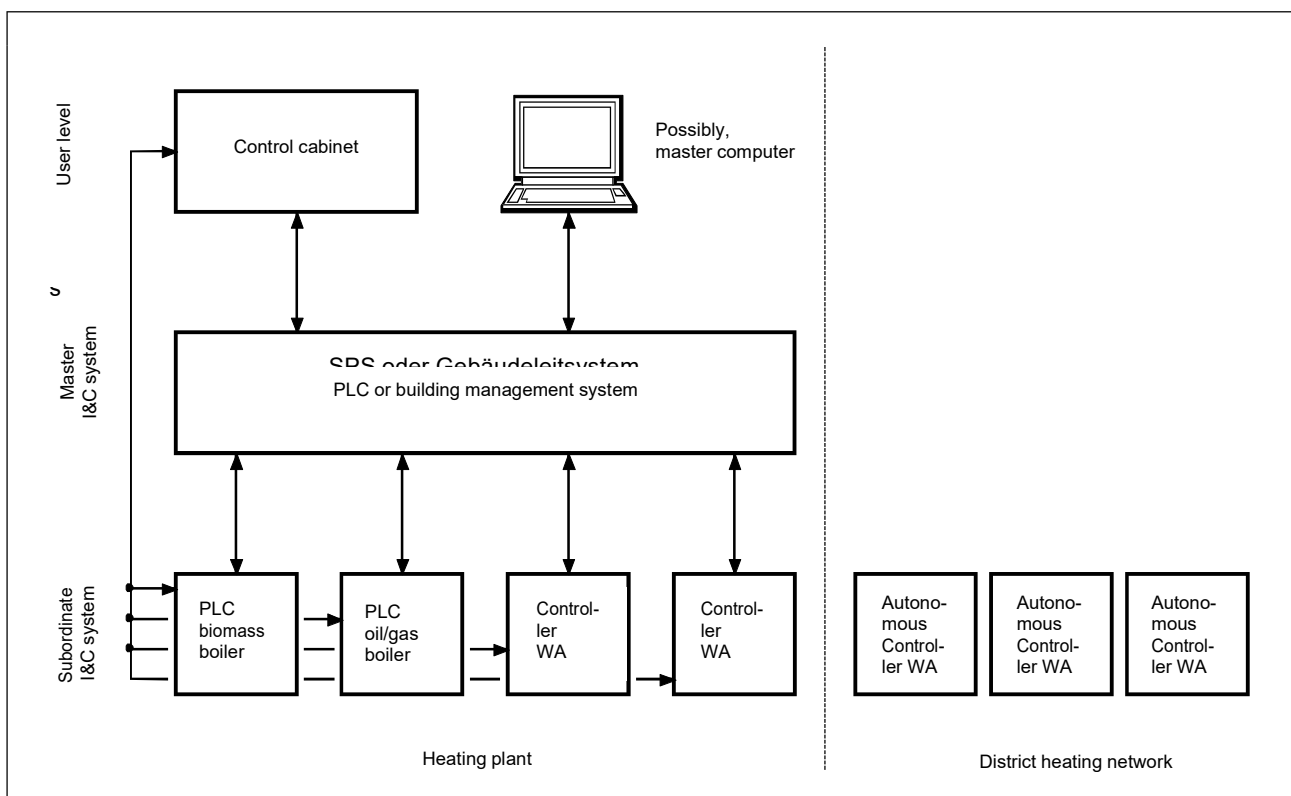 User level
Control cabinet
Possibly,
master computer
Master
I&C system
SPS oder Gebäudeleitsystem
PLC or building management system
Subordinate
I&C system
PLC
biomass
boiler
PLC
oil/gas
boiler
Control-
ler
WA
Control-
ler
WA
Autono-
mous
Control-
ler WA
Autono-
mous
Control-
ler WA
Autono-
mous
Control-
ler WA
Heating plant
District heating network